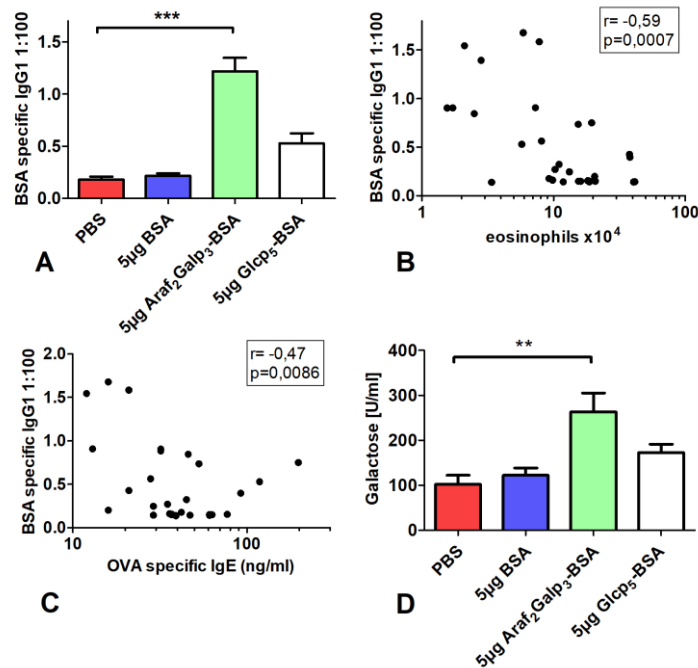 ***
BSA specific IgG1 1:100
1.5
1.0
0.5
0.0
PBS
5µg BSA
5µg Araf₂Galp₃-BSA
5µg Glcp₅-BSA
A
r= -0,59
p=0,0007
BSA specific IgG1 1:100
1.5
1.0
0.5
0.0
1
10
100
eosinophils x10⁴
B
r= -0,47
p=0,0086
BSA specific IgG1 1:100
2.0
1.5
1.0
0.5
0.0
10
100
OVA specific IgE (ng/ml)
C
**
Galactose [U/ml]
400
300
200
100
0
PBS
5µg BSA
5µg Araf₂Galp₃-BSA
5µg Glcp₅-BSA
D